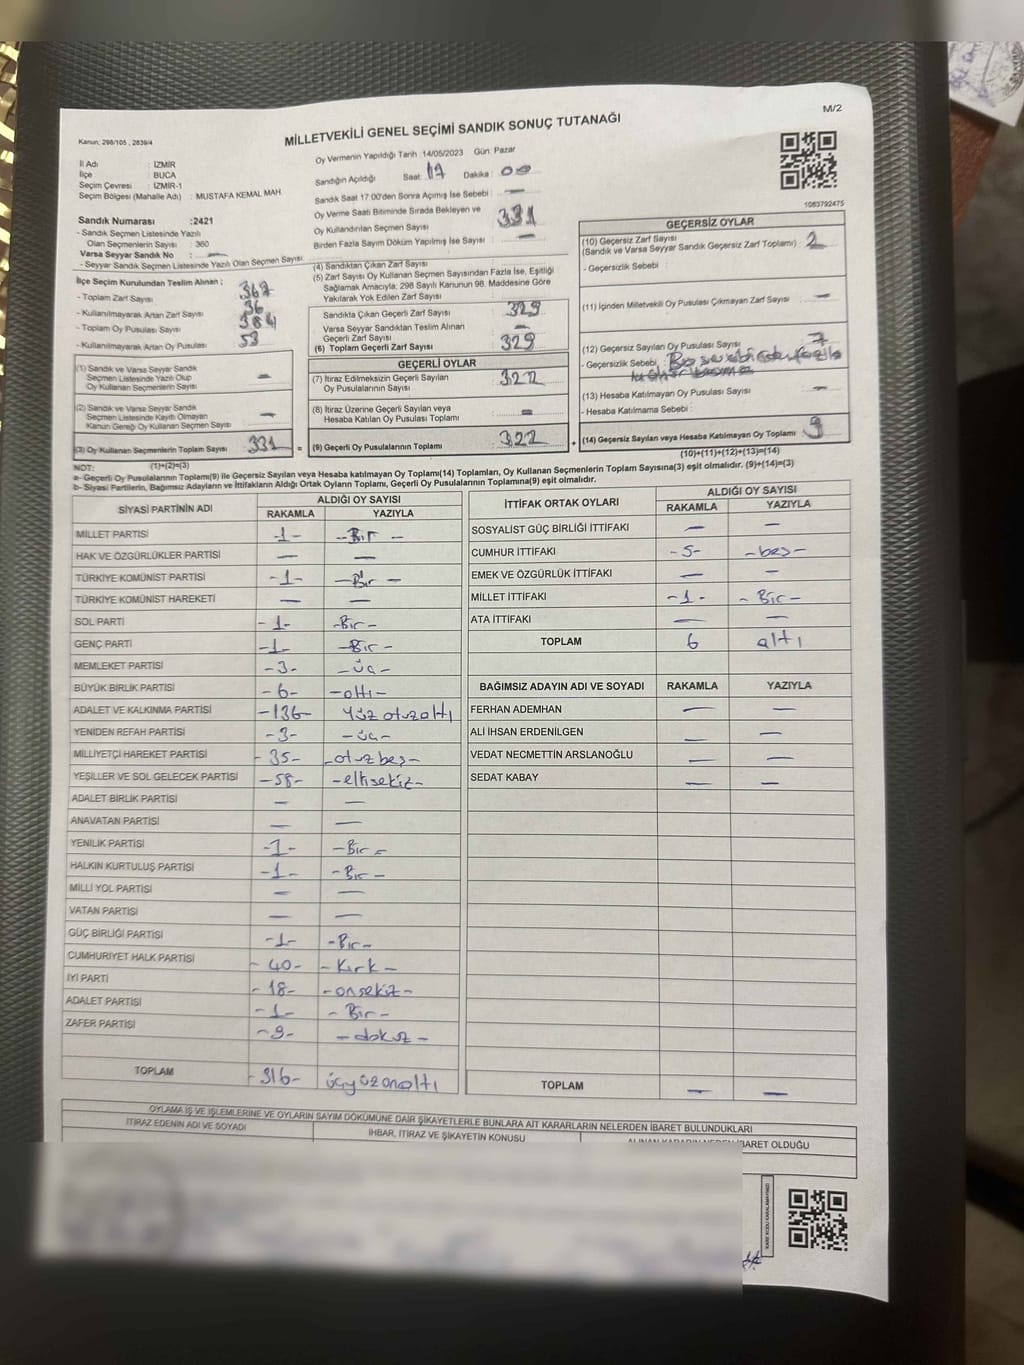 M/2
Kanun; 298/105 , 2839/4
MİLLETVEKİLİ GENEL SEÇİMİ SANDIK SONUÇ TUTANAĞI
İl Adı : İZMİR
İlçe : BUCA
Seçim Çevresi : İZMİR-1
Seçim Bölgesi (Mahalle Adı) : MUSTAFA KEMAL MAH.
Sandık Numarası :2421
- Sandık Seçmen Listesinde Yazılı
Olan Seçmenlerin Sayısı : 360
Varsa Seyyar Sandık No : —
- Seyyar Sandık Seçmen Listesinde Yazılı Olan Seçmen Sayısı:
İlçe Seçim Kurulundan Teslim Alınan ;
- Toplam Zarf Sayısı 367
- Kullanılmayarak Artan Zarf Sayısı 36
- Toplam Oy Pusulası Sayısı 384
- Kullanılmayarak Artan Oy Pusulası 53
(1) Sandık ve Varsa Seyyar Sandık
Seçmen Listesinde Yazılı Olup
Oy Kullanan Seçmenlerin Sayısı —
(2) Sandık ve Varsa Seyyar Sandık
Seçmen Listesinde Kayıtlı Olmayan
Kanun Gereği Oy Kullanan Seçmen Sayısı —
(3) Oy Kullanan Seçmenlerin Toplam Sayısı 331
(1)+(2)=(3)
Oy Vermenin Yapıldığı Tarih :14/05/2023 Gün: Pazar
Sandığın Açıldığı Saat: 17 Dakika : 00
Sandık Saat 17:00'den Sonra Açılmış İse Sebebi : —
Oy Verme Saati Bitiminde Sırada Bekleyen ve
Oy Kullandırılan Seçmen Sayısı : 331
Birden Fazla Sayım Döküm Yapılmış İse Sayısı : —
(4) Sandıktan Çıkan Zarf Sayısı
(5) Zarf Sayısı Oy Kullanan Seçmen Sayısından Fazla İse, Eşitliği
Sağlamak Amacıyla; 298 Sayılı Kanunun 98. Maddesine Göre
Yakılarak Yok Edilen Zarf Sayısı
Sandıkta Çıkan Geçerli Zarf Sayısı 329
Varsa Seyyar Sandıktan Teslim Alınan
Geçerli Zarf Sayısı —
(6) Toplam Geçerli Zarf Sayısı 329
GEÇERLİ OYLAR
(7) İtiraz Edilmeksizin Geçerli Sayılan
Oy Pusulalarının Sayısı 322
(8) İtiraz Üzerine Geçerli Sayılan veya
Hesaba Katılan Oy Pusulası Toplamı —
= (9) Geçerli Oy Pusulalarının Toplamı 322 +
1083792475
GEÇERSİZ OYLAR
(10) Geçersiz Zarf Sayısı
(Sandık ve Varsa Seyyar Sandık Geçersiz Zarf Toplamı) : 2
- Geçersizlik Sebebi :
(11) İçinden Milletvekili Oy Pusulası Çıkmayan Zarf Sayısı —
(12) Geçersiz Sayılan Oy Pusulası Sayısı 7
- Geçersizlik Sebebi :
(13) Hesaba Katılmayan Oy Pusulası Sayısı —
- Hesaba Katılmama Sebebi :
(14) Geçersiz Sayılan veya Hesaba Katılmayan Oy Toplamı 9
(10)+(11)+(12)+(13)=(14)
NOT:
a- Geçerli Oy Pusulalarının Toplamı(9) ile Geçersiz Sayılan veya Hesaba katılmayan Oy Toplamı(14) Toplamları, Oy Kullanan Seçmenlerin Toplam Sayısına(3) eşit olmalıdır. (9)+(14)=(3)
b- Siyasi Partilerin, Bağımsız Adayların ve İttifakların Aldığı Ortak Oyların Toplamı, Geçerli Oy Pusulalarının Toplamına(9) eşit olmalıdır.
SİYASİ PARTİNİN ADI ALDIĞI OY SAYISI
RAKAMLA YAZIYLA
MİLLET PARTİSİ -1- -Bir -
HAK VE ÖZGÜRLÜKLER PARTİSİ — —
TÜRKİYE KOMÜNİST PARTİSİ -1- -Bir -
TÜRKİYE KOMÜNİST HAREKETİ — —
SOL PARTİ -1- -Bir-
GENÇ PARTİ -1- -Bir -
MEMLEKET PARTİSİ -3- -üç-
BÜYÜK BİRLİK PARTİSİ -6- -altı-
ADALET VE KALKINMA PARTİSİ -136- yüz otuzaltı
YENİDEN REFAH PARTİSİ -3- -üç-
MİLLİYETÇİ HAREKET PARTİSİ -35- -otuzbeş-
YEŞİLLER VE SOL GELECEK PARTİSİ -58- -ellisekiz-
ADALET BİRLİK PARTİSİ — —
ANAVATAN PARTİSİ — —
YENİLİK PARTİSİ -1- -Bir -
HALKIN KURTULUŞ PARTİSİ -1- -Bir -
MİLLİ YOL PARTİSİ — —
VATAN PARTİSİ — —
GÜÇ BİRLİĞİ PARTİSİ -1- -Bir-
CUMHURİYET HALK PARTİSİ -40- -Kırk-
İYİ PARTİ -18- -onsekiz-
ADALET PARTİSİ -1- - Bir -
ZAFER PARTİSİ -9- -dokuz-
TOPLAM -316- üçyüzonaltı
İTTİFAK ORTAK OYLARI ALDIĞI OY SAYISI
RAKAMLA YAZIYLA
SOSYALİST GÜÇ BİRLİĞİ İTTİFAKI — —
CUMHUR İTTİFAKI -5- -beş-
EMEK VE ÖZGÜRLÜK İTTİFAKI — —
MİLLET İTTİFAKI -1- - Bir -
ATA İTTİFAKI — —
TOPLAM 6 altı
BAĞIMSIZ ADAYIN ADI VE SOYADI RAKAMLA YAZIYLA
FERHAN ADEMHAN — —
ALİ İHSAN ERDENİLGEN — —
VEDAT NECMETTİN ARSLANOĞLU — —
SEDAT KABAY — —
TOPLAM — —
OYLAMA İŞ VE İŞLEMLERİNE VE OYLARIN SAYIM DÖKÜMÜNE DAİR ŞİKAYETLERLE BUNLARA AİT KARARLARIN NELERDEN İBARET BULUNDUKLARI
İTİRAZ EDENİN ADI VE SOYADI İHBAR, İTİRAZ VE ŞİKAYETİN KONUSU ALINAN KARARIN NEDEN İBARET OLDUĞU